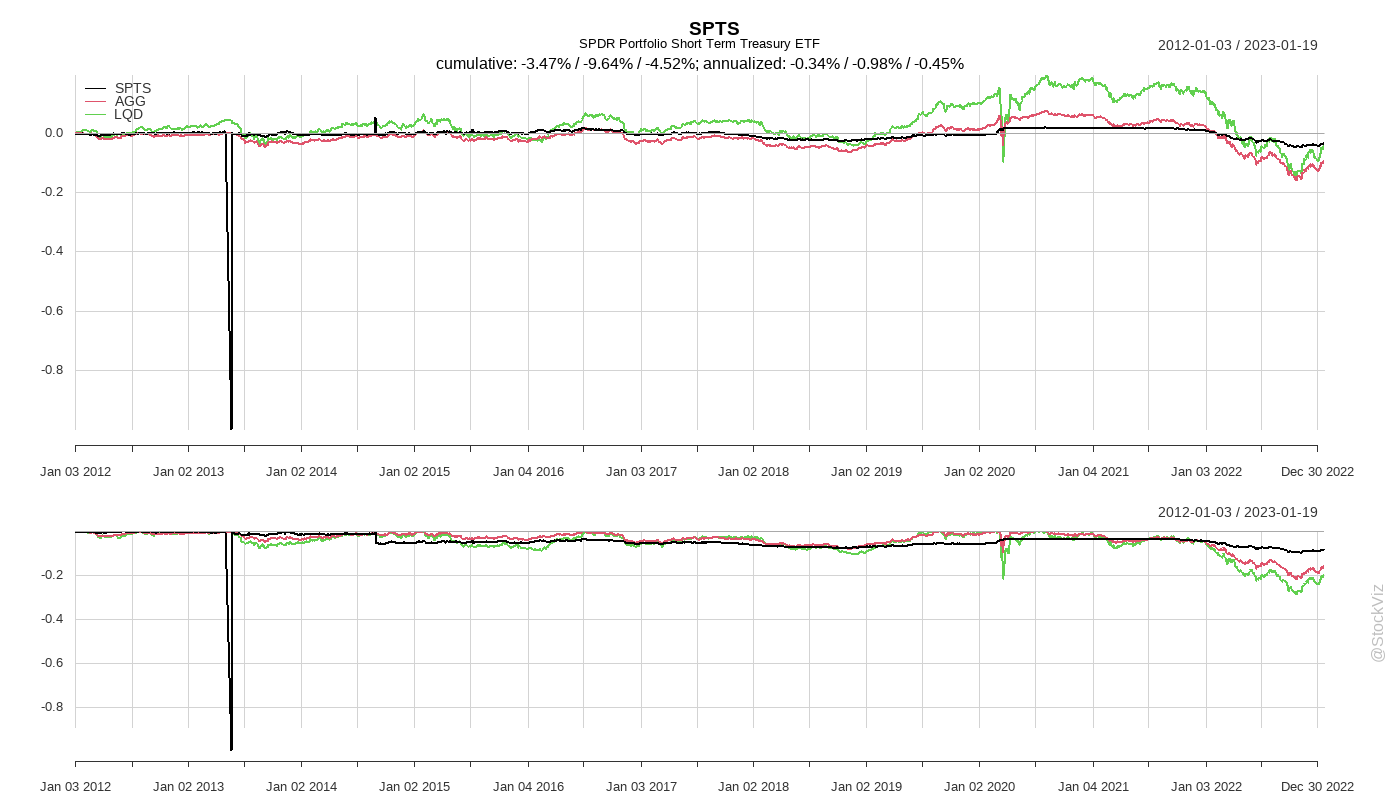 SPTS
SPDR Portfolio Short Term Treasury ETF
2012-01-03 / 2023-01-19
cumulative: -3.47% / -9.64% / -4.52%; annualized: -0.34% / -0.98% / -0.45%
SPTS
AGG
LQD
0.0
-0.2
-0.4
-0.6
-0.8
Jan 03 2012 Jan 02 2013 Jan 02 2014 Jan 02 2015 Jan 04 2016 Jan 03 2017 Jan 02 2018 Jan 02 2019 Jan 02 2020 Jan 04 2021 Jan 03 2022 Dec 30 2022
2012-01-03 / 2023-01-19
-0.2
-0.4
-0.6
-0.8
Jan 03 2012 Jan 02 2013 Jan 02 2014 Jan 02 2015 Jan 04 2016 Jan 03 2017 Jan 02 2018 Jan 02 2019 Jan 02 2020 Jan 04 2021 Jan 03 2022 Dec 30 2022
@StockViz